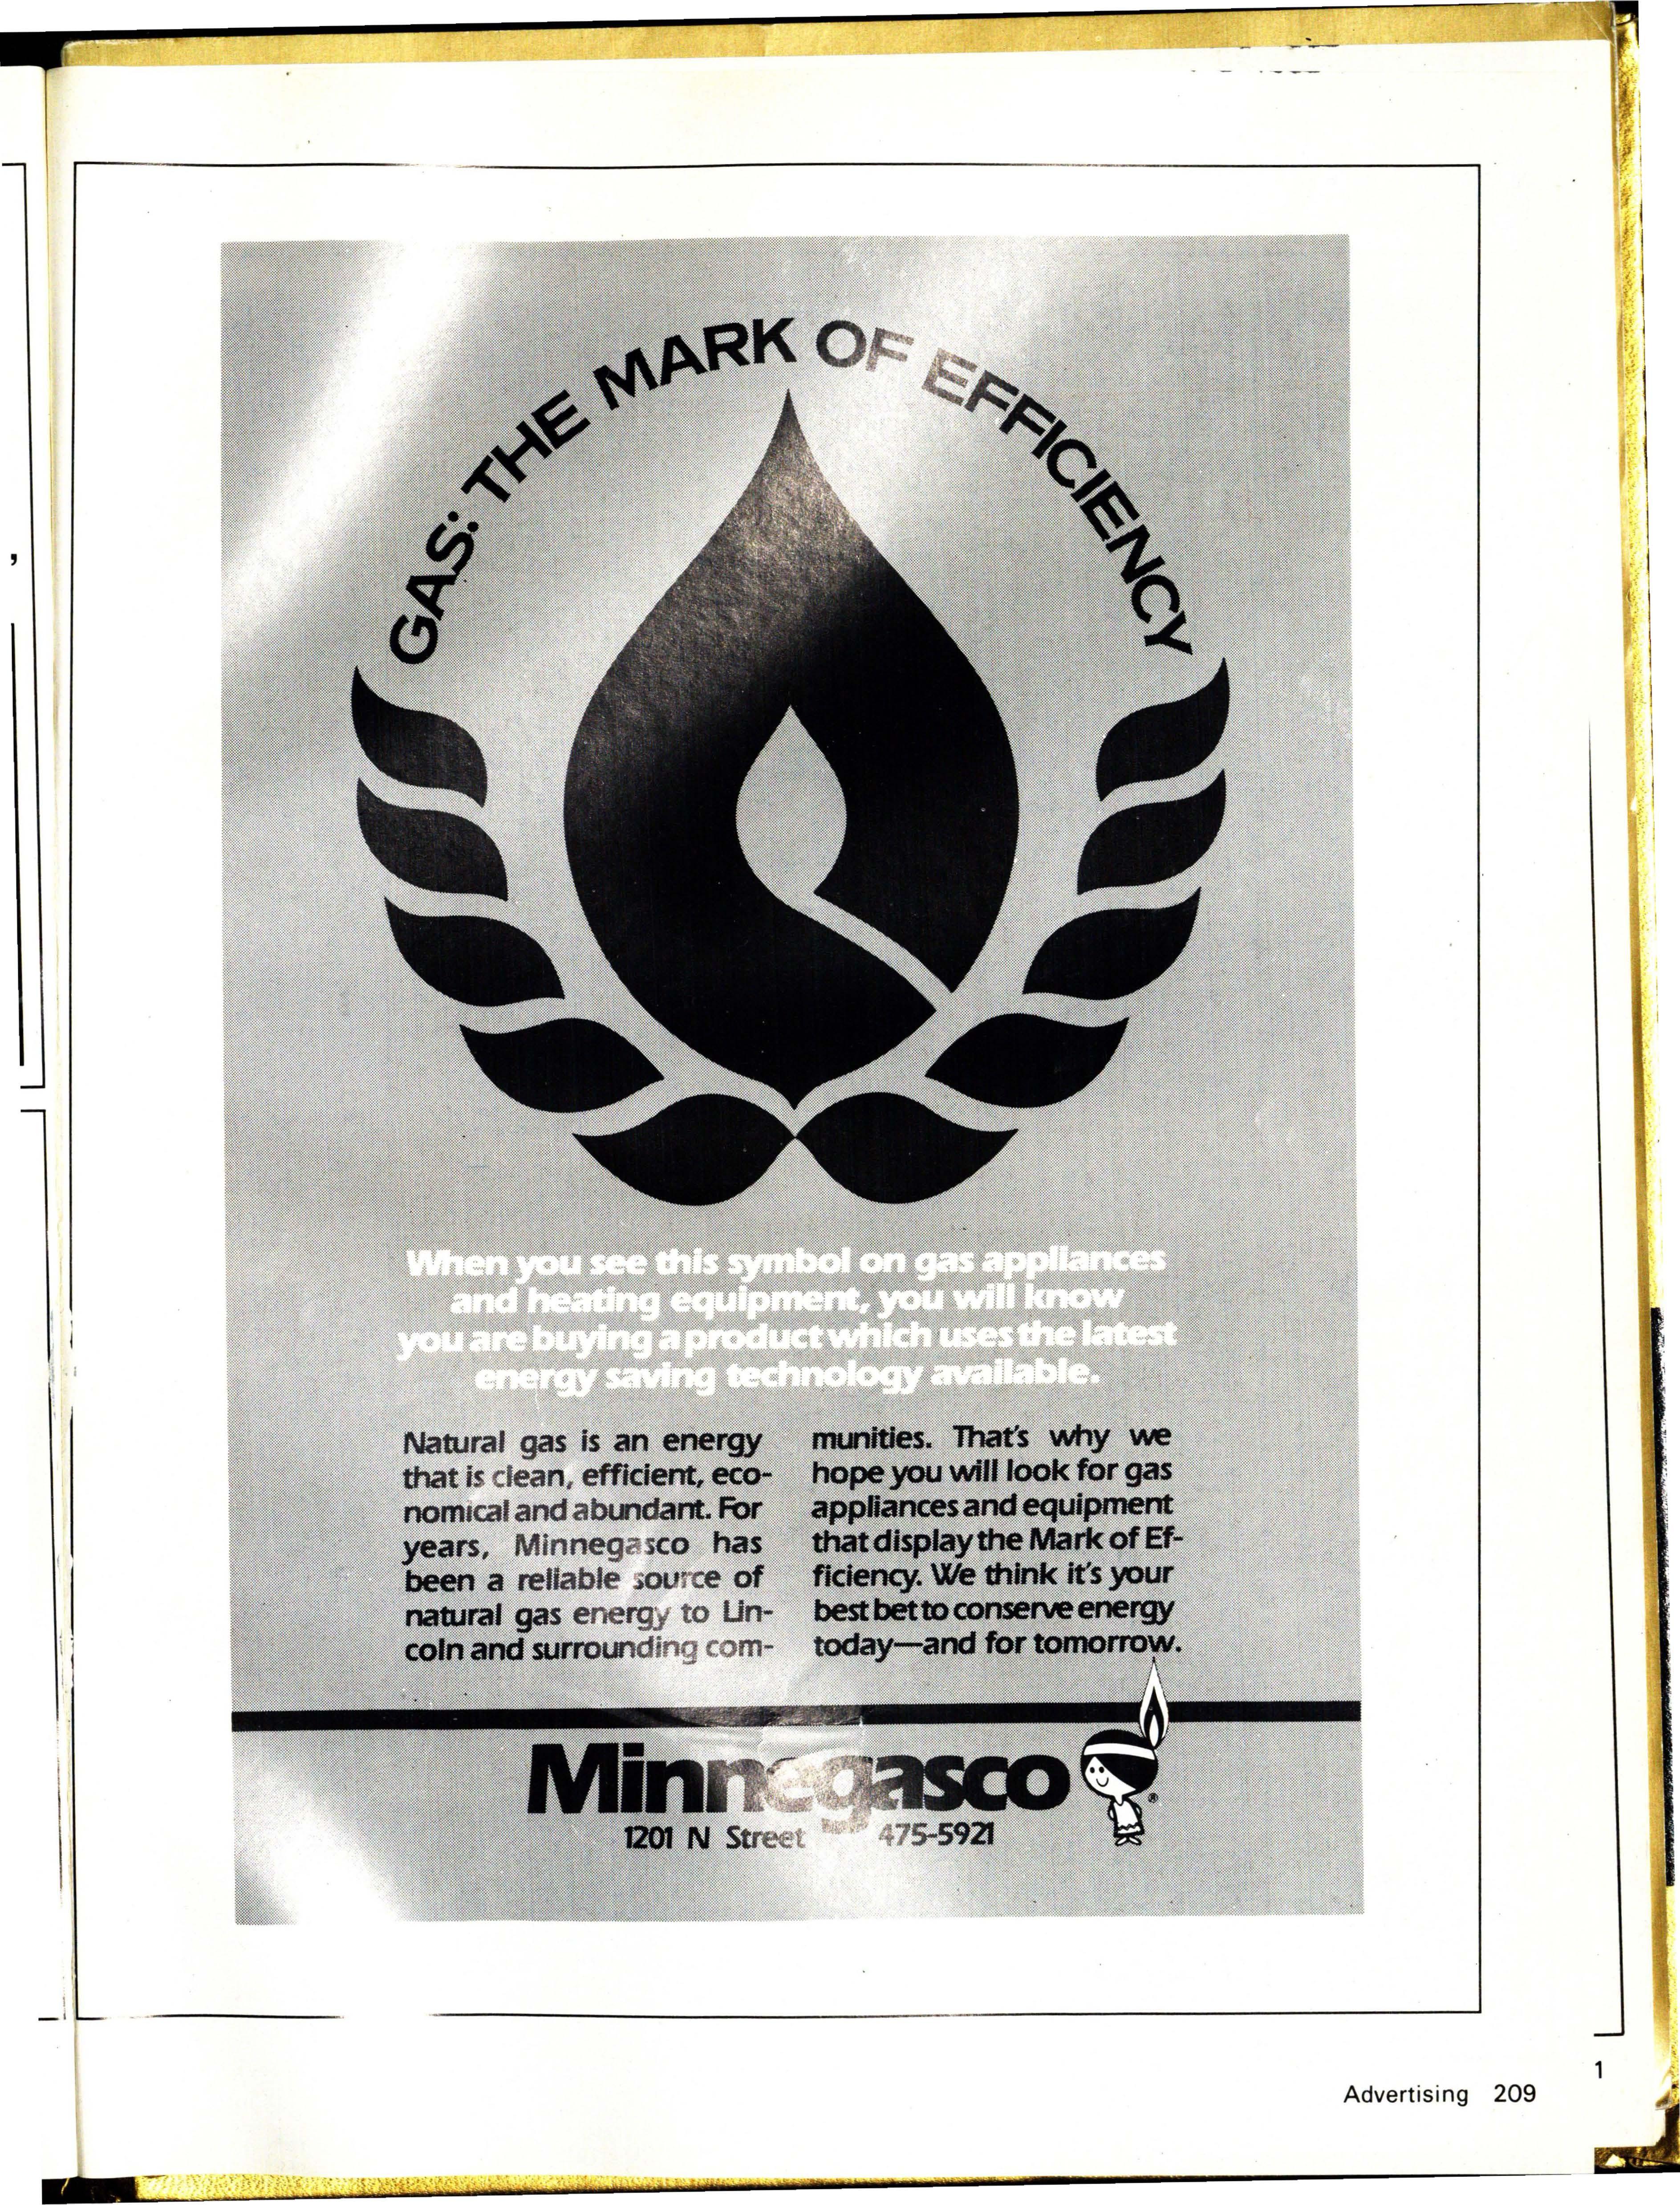 GAS: THE MARK OF EFFICIENCY
When you see this symbol on gas appliances
and heating equipment, you will know
you are buying a product which uses the latest
energy saving technology available.
Natural gas is an energy
that is clean, efficient, eco-
nomical and abundant. For
years, Minnegasco has
been a reliable source of
natural gas energy to Lin-
coln and surrounding com-
munities. That's why we
hope you will look for gas
appliances and equipment
that display the Mark of Ef-
ficiency. We think it's your
best bet to conserve energy
today—and for tomorrow.
Minnegasco ®
1201 N Street 475-5921
Advertising 209
1